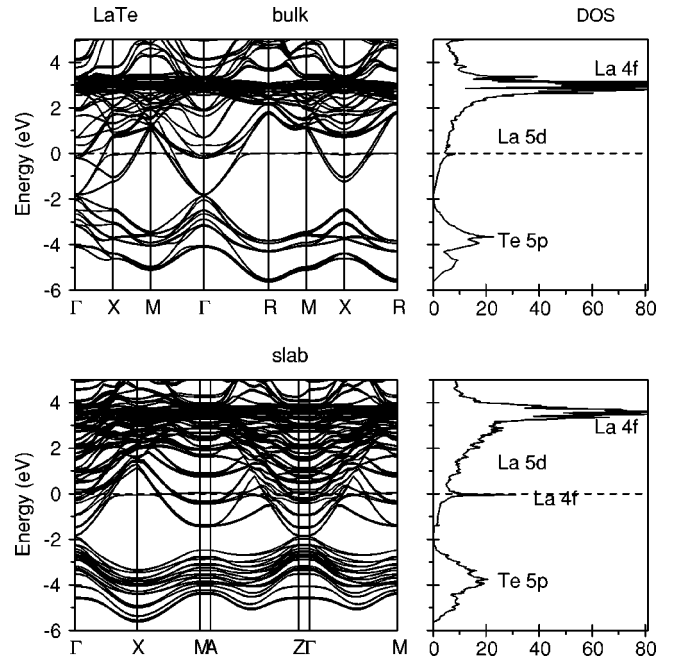 LaTe bulk DOS
4
2
0
-2
-4
-6
Energy (eV)
La 4f
La 5d
Te 5p
Γ X M Γ R M X R
0 20 40 60 80
slab
4
2
0
-2
-4
-6
Energy (eV)
La 4f
La 5d
La 4f
Te 5p
Γ X M A Z Γ M
0 20 40 60 80